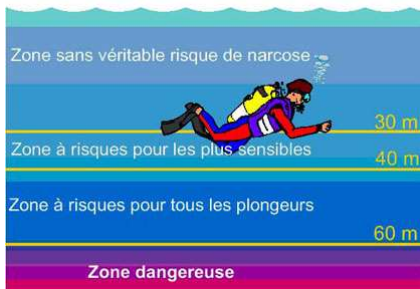 Zone sans véritable risque de narcose
30 m
Zone à risques pour les plus sensibles
40 m
Zone à risques pour tous les plongeurs
60 m
Zone dangereuse